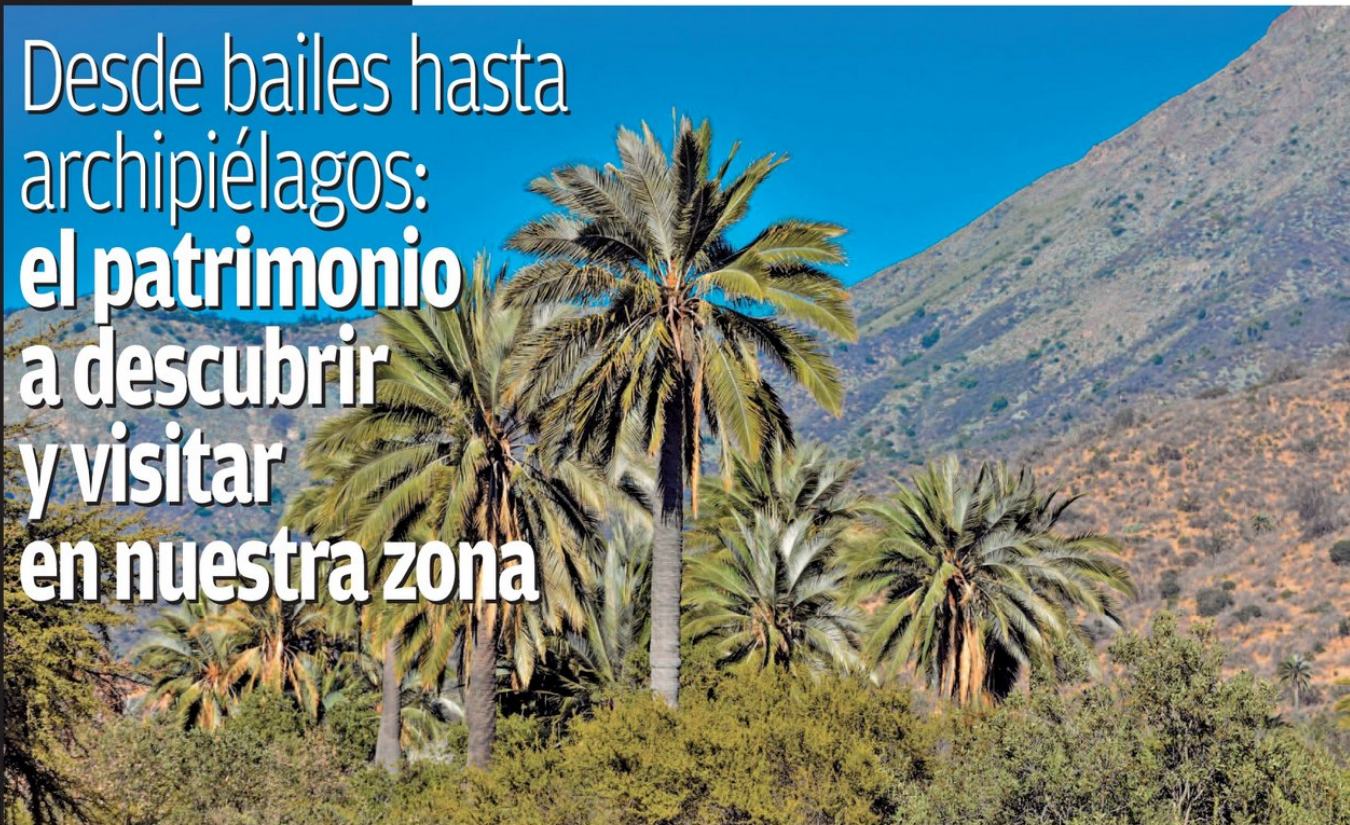 Desde bailes hasta
archipiélagos:
el patrimonio
a descubrir
y visitar
en nuestra zona